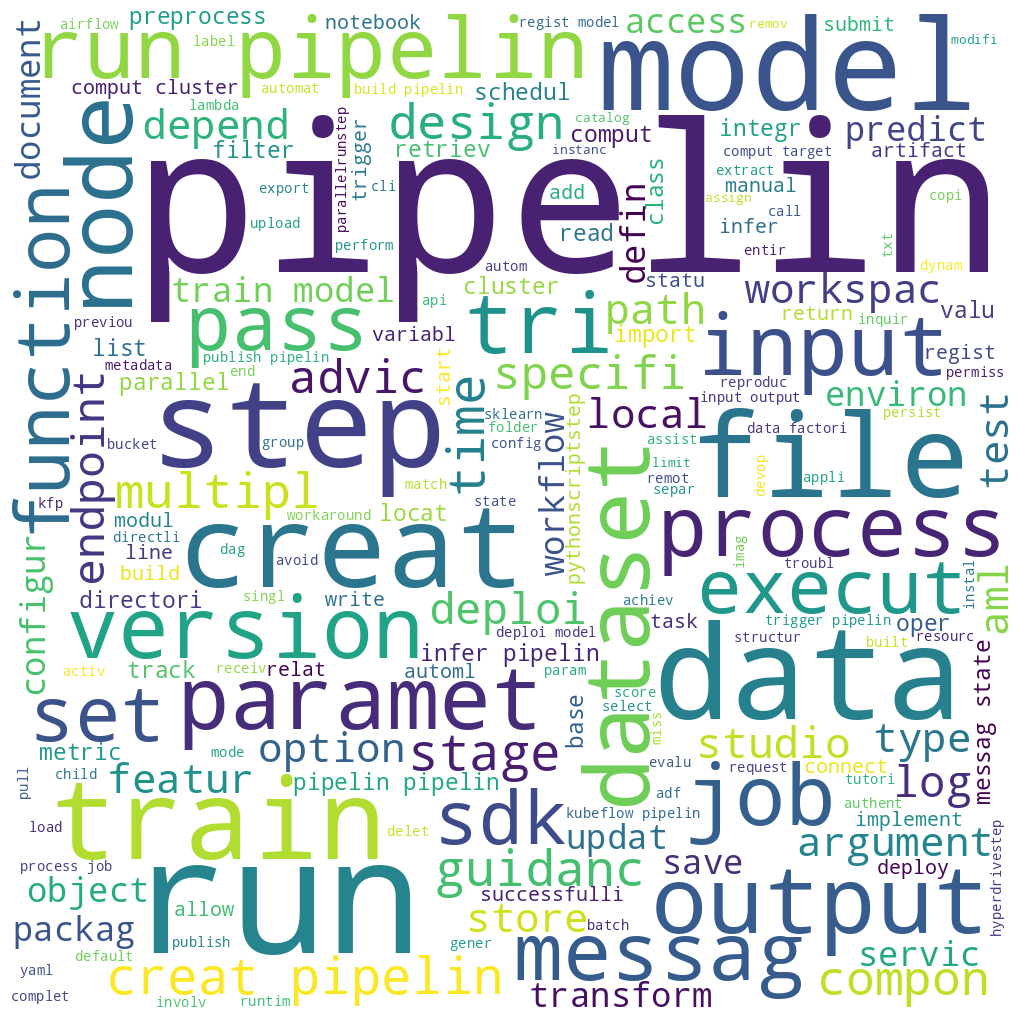 airflow
preprocess
notebook
regist model
access
remov
submit
run pipelin
label
model
modifi
document
comput cluster
automat
build pipelin
schedul
node
lambda
depend
design
catalog
comput
integr
predict
filter
trigger
parallelrunstep
retriev
instanc
comput target
artifact
function
pipelin
export
cli
add
class
extract
manual
assign
call
copi
upload
perform
read
defin
infer
entir
txt
dynam
autom
statu
train model
cluster
path
workspac
previou
pass
api
variabl
tri
import
input
return
inquir
valu
list
publish pipelin
end
start
regist
metadata
parallel
advic
specifi
reproduc
permiss
endpoint
step
time
sklearn
folder
input output
environ
persist
local
bucket
group
config
workflow
pythonscriptstep
dataset
assist
data factori
file
test
limit
remot
devop
appli
separ
match
state
multipl
kfp
workaround
locat
process
modul
directli
creat
line
dag
avoid
imag
troubl
build
execut
instal
aml
configur
directori
singl
write
deploi
achiev
version
deploi model
task
trigger pipelin
oper
structur
built
resourc
infer pipelin
activ
track
receiv
relat
automl
param
data
score
select
miss
messag state
set
paramet
base
studio
type
metric
mode
option
stage
evalu
request
connect
pull
child
featur
pipelin pipelin
adf
job
tutori
log
authent
train
sdk
kubeflow pipelin
implement
load
delet
updat
argument
hyperdrivestep
process job
run
guidanc
save
deploy
object
successfulli
allow
store
batch
output
packag
publish
gener
messag
default
servic
yaml
creat pipelin
compon
complet
involv
runtim
transform